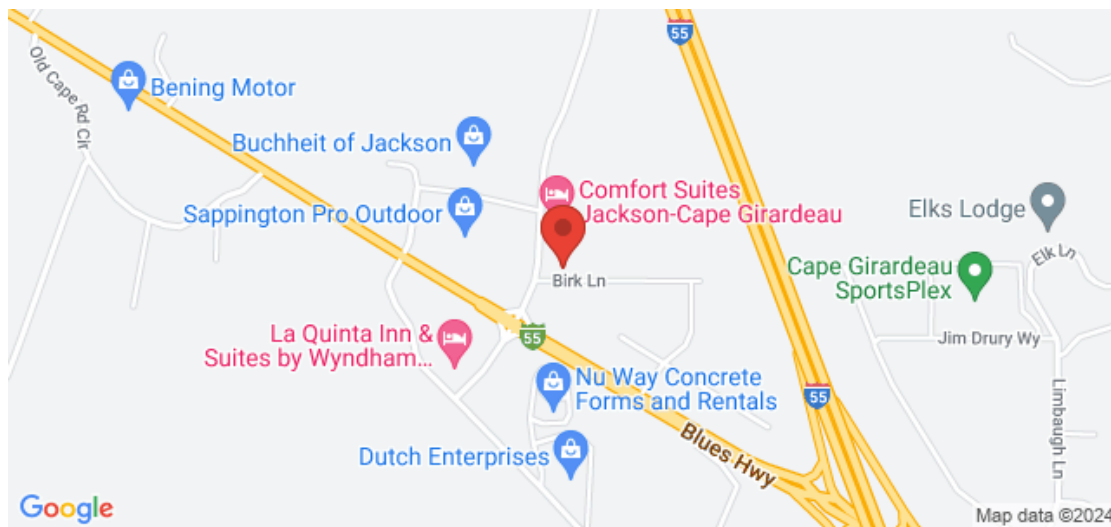 55
Old Cape Rd Cir
Bening Motor
Buchheit of Jackson
Comfort Suites
Jackson-Cape Girardeau
Sappington Pro Outdoor
Elks Lodge
Elk Ln
Birk Ln
Cape Girardeau
SportsPlex
Jim Drury Wy
La Quinta Inn &
Suites by Wyndham...
55
Nu Way Concrete
Forms and Rentals
55
Limbaugh Ln
Blues Hwy
Dutch Enterprises
Google
Map data ©2024